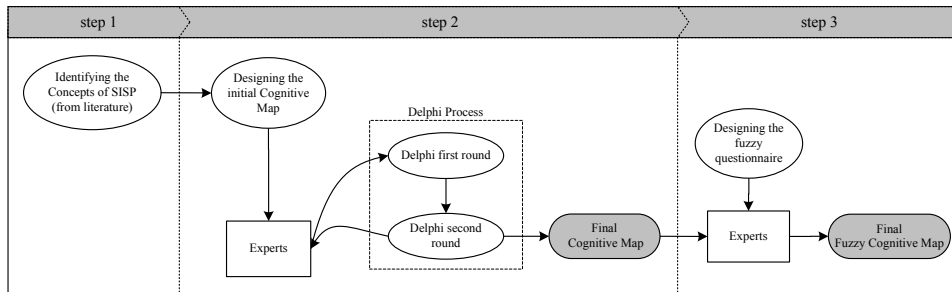 step 1
step 2
step 3
Identifying the
Concepts of SISP
(from literature)
Designing the
initial Cognitive
Map
Experts
Delphi Process
Delphi first round
Delphi second
round
Final
Cognitive Map
Designing the
fuzzy
questionnaire
Experts
Final
Fuzzy Cognitive Map